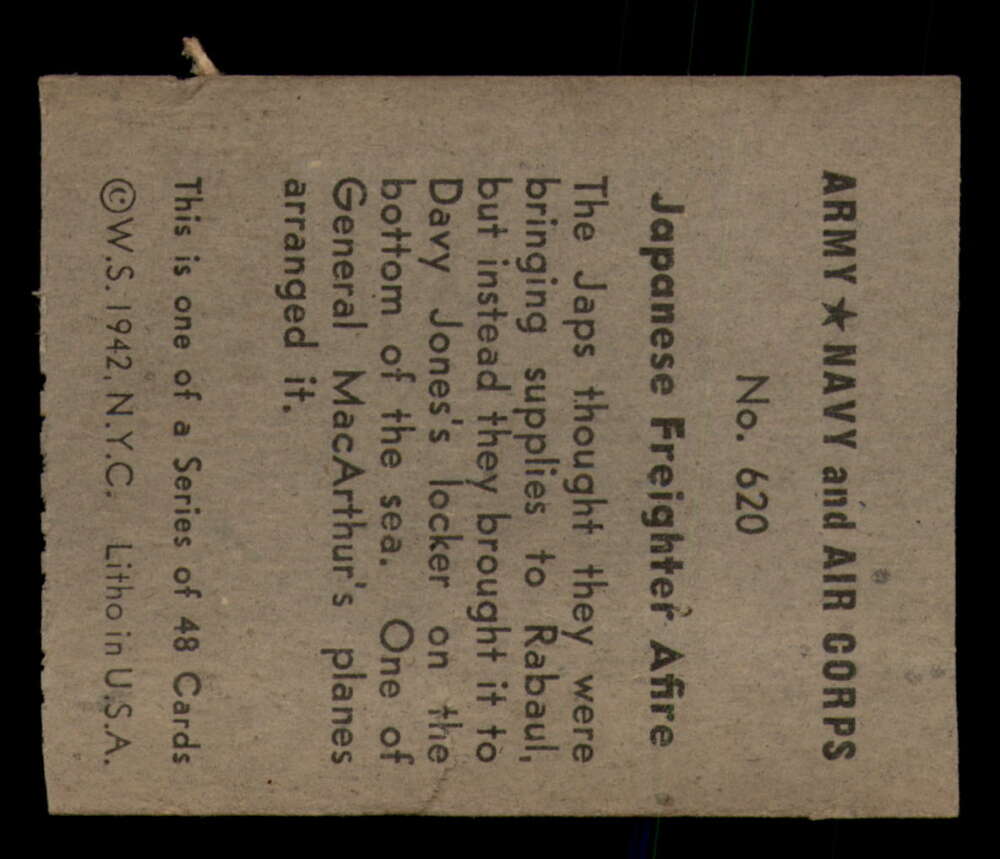 ARMY ★ NAVY and AIR CORPS
No. 620
Japanese Freighter Afire
The Japs thought they were
bringing supplies to Rabaul,
but instead they brought it to
Davy Jones's locker on the
bottom of the sea. One of
General MacArthur's planes
arranged it.
This is one of a Series of 48 Cards
©W.S. 1942, N.Y.C. Litho in U.S.A.